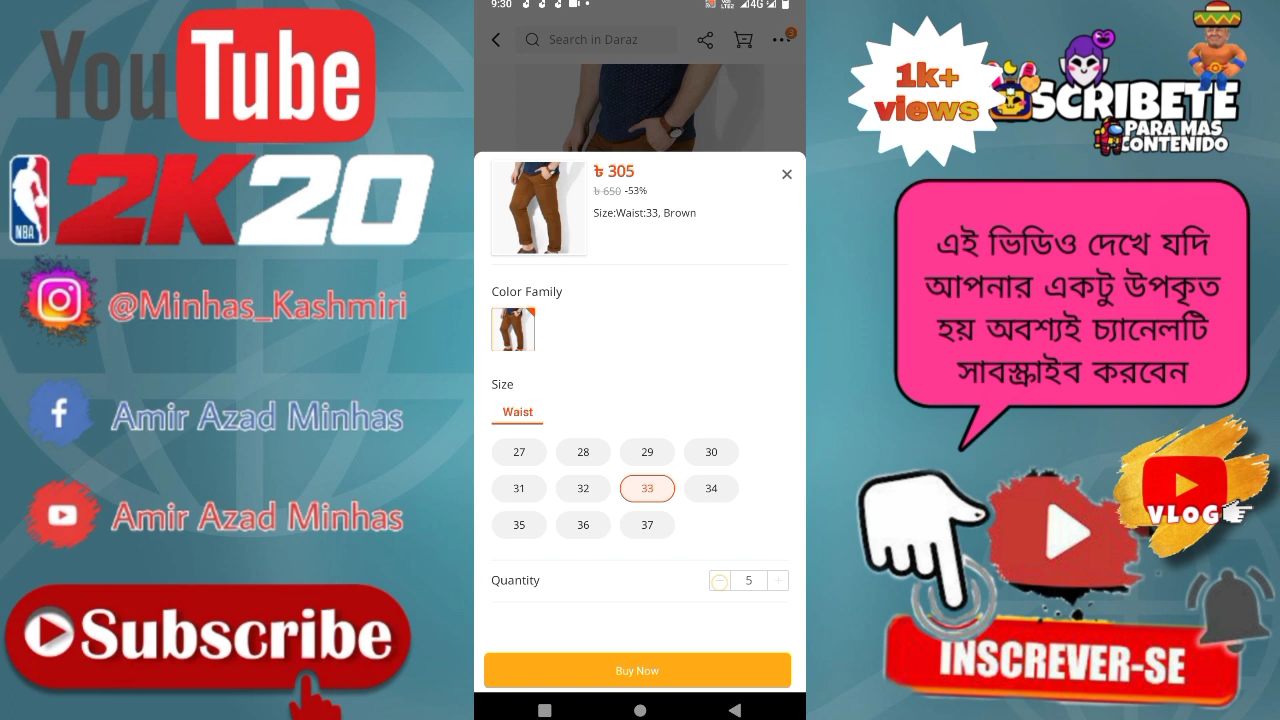 YouTube
NBA
2K20
@Minhas_Kashmiri
Amir Azad Minhas
Amir Azad Minhas
Subscribe
9:30
4G
Search in Daraz
3
৳ 305
৳ 650 -53%
Size:Waist:33, Brown
Color Family
Size
Waist
27 28 29 30
31 32 33 34
35 36 37
Quantity
5
Buy Now
1k+
views
SCRIBETE
PARA MAS
CONTENIDO
এই ভিডিও দেখে যদি
আপনার একটু উপকৃত
হয় অবশ্যই চ্যানেলটি
সাবস্ক্রাইব করবেন
VLOG
INSCREVER-SE